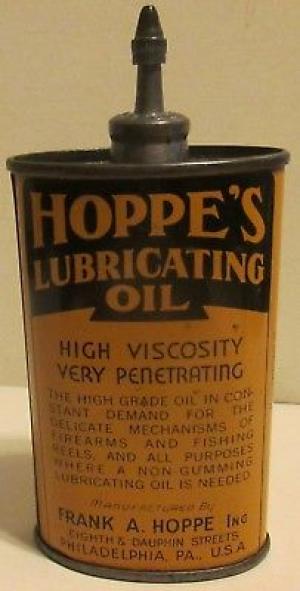 HOPPE'S
LUBRICATING
OIL
HIGH VISCOSITY
VERY PENETRATING
THE HIGH GRADE OIL IN CON-
STANT DEMAND FOR THE
DELICATE MECHANISMS OF
FIREARMS AND FISHING
REELS, AND ALL PURPOSES
WHERE A NON-GUMMING
LUBRICATING OIL IS NEEDED
MANUFACTURED BY
FRANK A. HOPPE INC
EIGHTH & DAUPHIN STREETS
PHILADELPHIA, PA., U.S.A